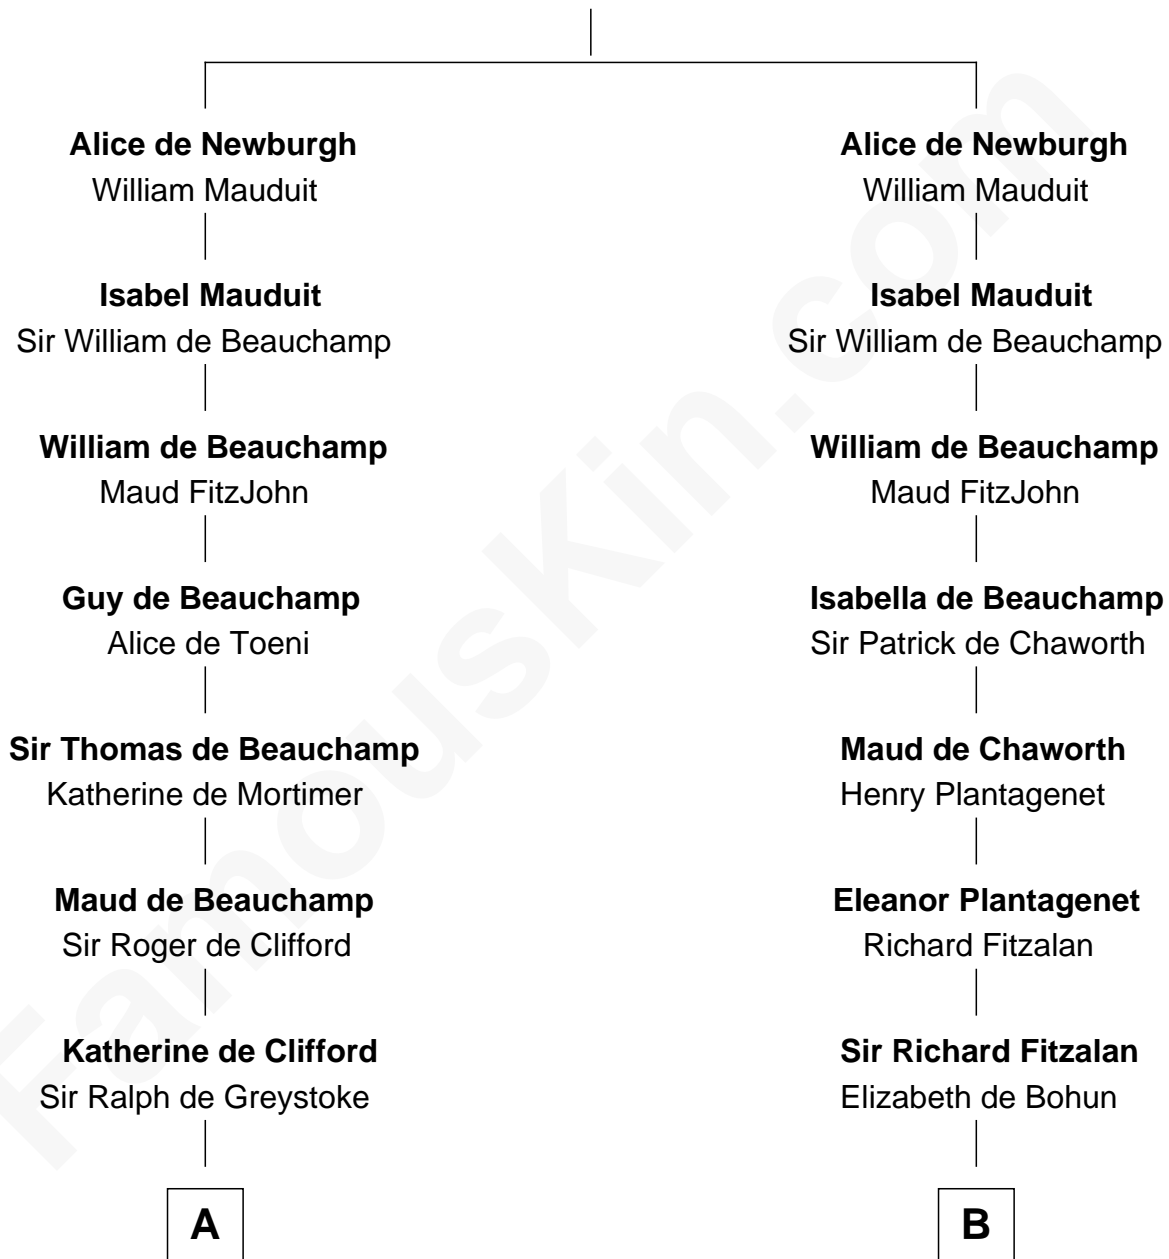 Alice de Newburgh
William Mauduit
Isabel Mauduit
Sir William de Beauchamp
William de Beauchamp
Maud FitzJohn
Guy de Beauchamp
Alice de Toeni
Sir Thomas de Beauchamp
Katherine de Mortimer
Maud de Beauchamp
Sir Roger de Clifford
Katherine de Clifford
Sir Ralph de Greystoke
A
Alice de Newburgh
William Mauduit
Isabel Mauduit
Sir William de Beauchamp
William de Beauchamp
Maud FitzJohn
Isabella de Beauchamp
Sir Patrick de Chaworth
Maud de Chaworth
Henry Plantagenet
Eleanor Plantagenet
Richard Fitzalan
Sir Richard Fitzalan
Elizabeth de Bohun
B
FamousKin.com